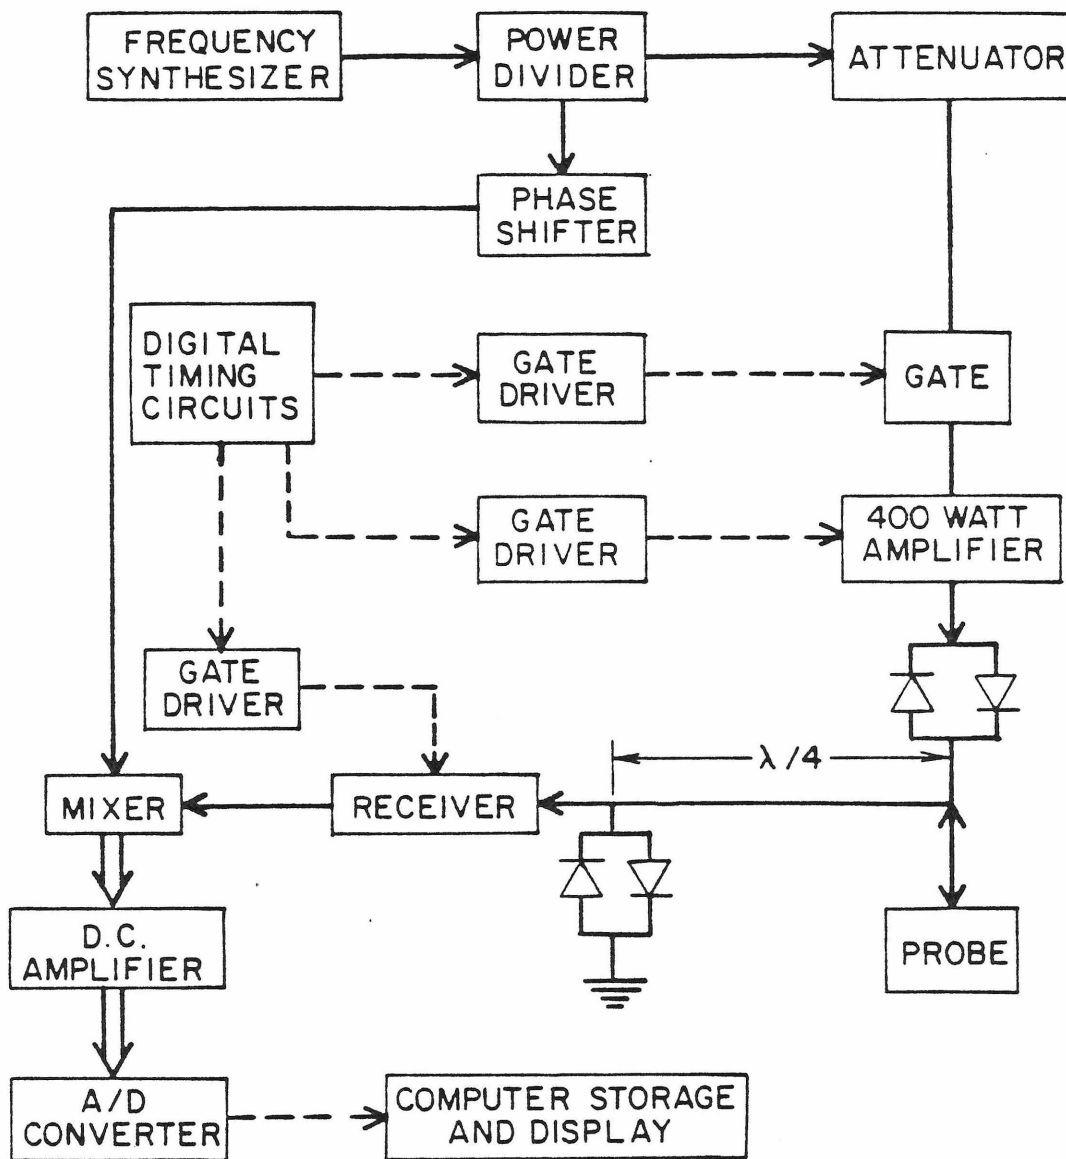 FREQUENCY
SYNTHESIZER
POWER
DIVIDER
ATTENUATOR
PHASE
SHIFTER
DIGITAL
TIMING
CIRCUITS
GATE
DRIVER
GATE
GATE
DRIVER
400 WATT
AMPLIFIER
GATE
DRIVER
λ/4
MIXER
RECEIVER
D.C.
AMPLIFIER
PROBE
A/D
CONVERTER
COMPUTER STORAGE
AND DISPLAY